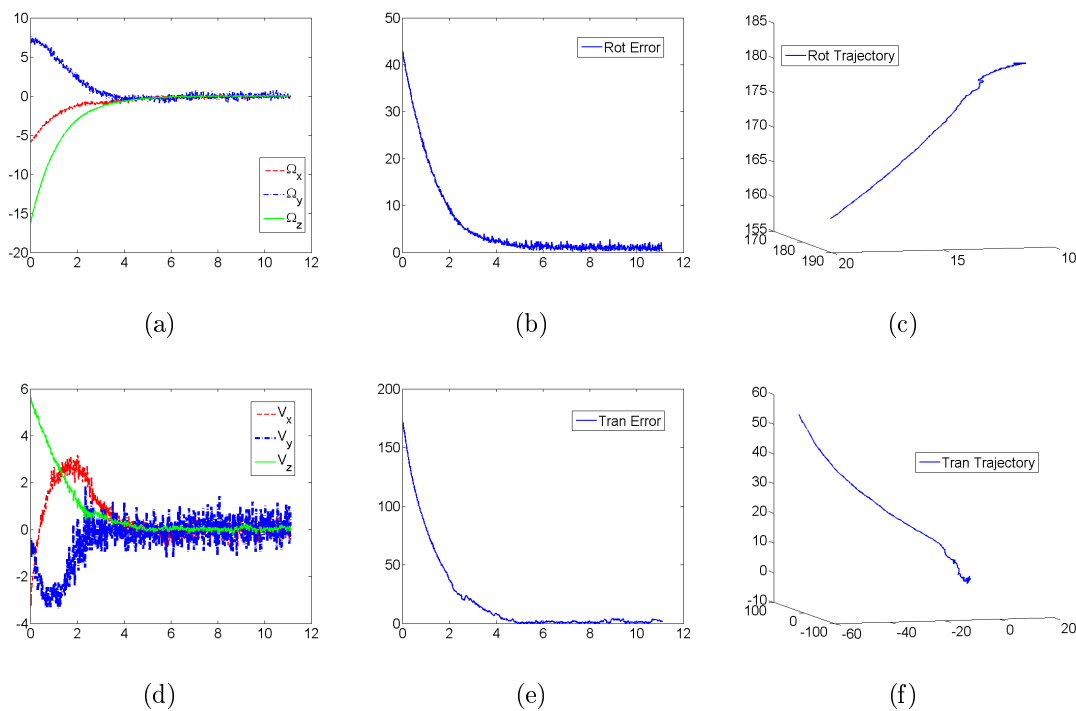 10
5
0
-5
-10
-15
-20
0 2 4 6 8 10 12
Ωx
Ωy
Ωz
(a)
50
40
30
20
10
0
0 2 4 6 8 10 12
Rot Error
(b)
185
180
175
170
165
160
155
170
180
190
20 15 10
Rot Trajectory
(c)
6
4
2
0
-2
-4
0 2 4 6 8 10 12
Vx
Vy
Vz
(d)
200
150
100
50
0
0 2 4 6 8 10 12
Tran Error
(e)
60
50
40
30
20
10
0
-10
100
0
-100
-60 -40 -20 0 20
Tran Trajectory
(f)